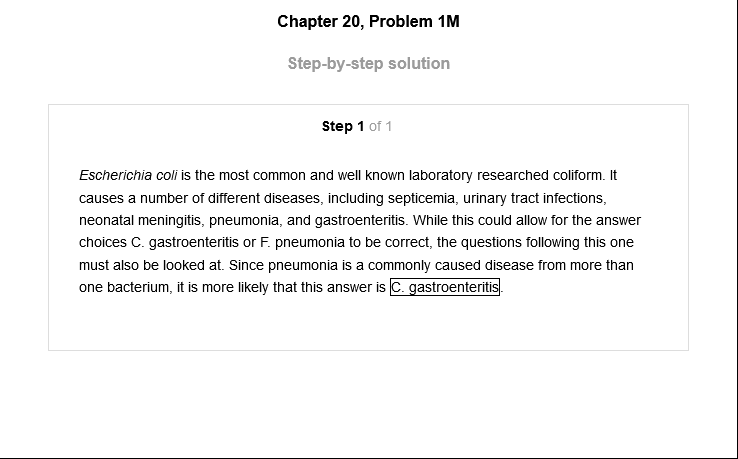 Chapter 20, Problem 1M
Step-by-step solution
Step 1 of 1
Escherichia coli is the most common and well known laboratory researched coliform. It
causes a number of different diseases, including septicemia, urinary tract infections,
neonatal meningitis, pneumonia, and gastroenteritis. While this could allow for the answer
choices C. gastroenteritis or F. pneumonia to be correct, the questions following this one
must also be looked at. Since pneumonia is a commonly caused disease from more than
one bacterium, it is more likely that this answer is C. gastroenteritis.